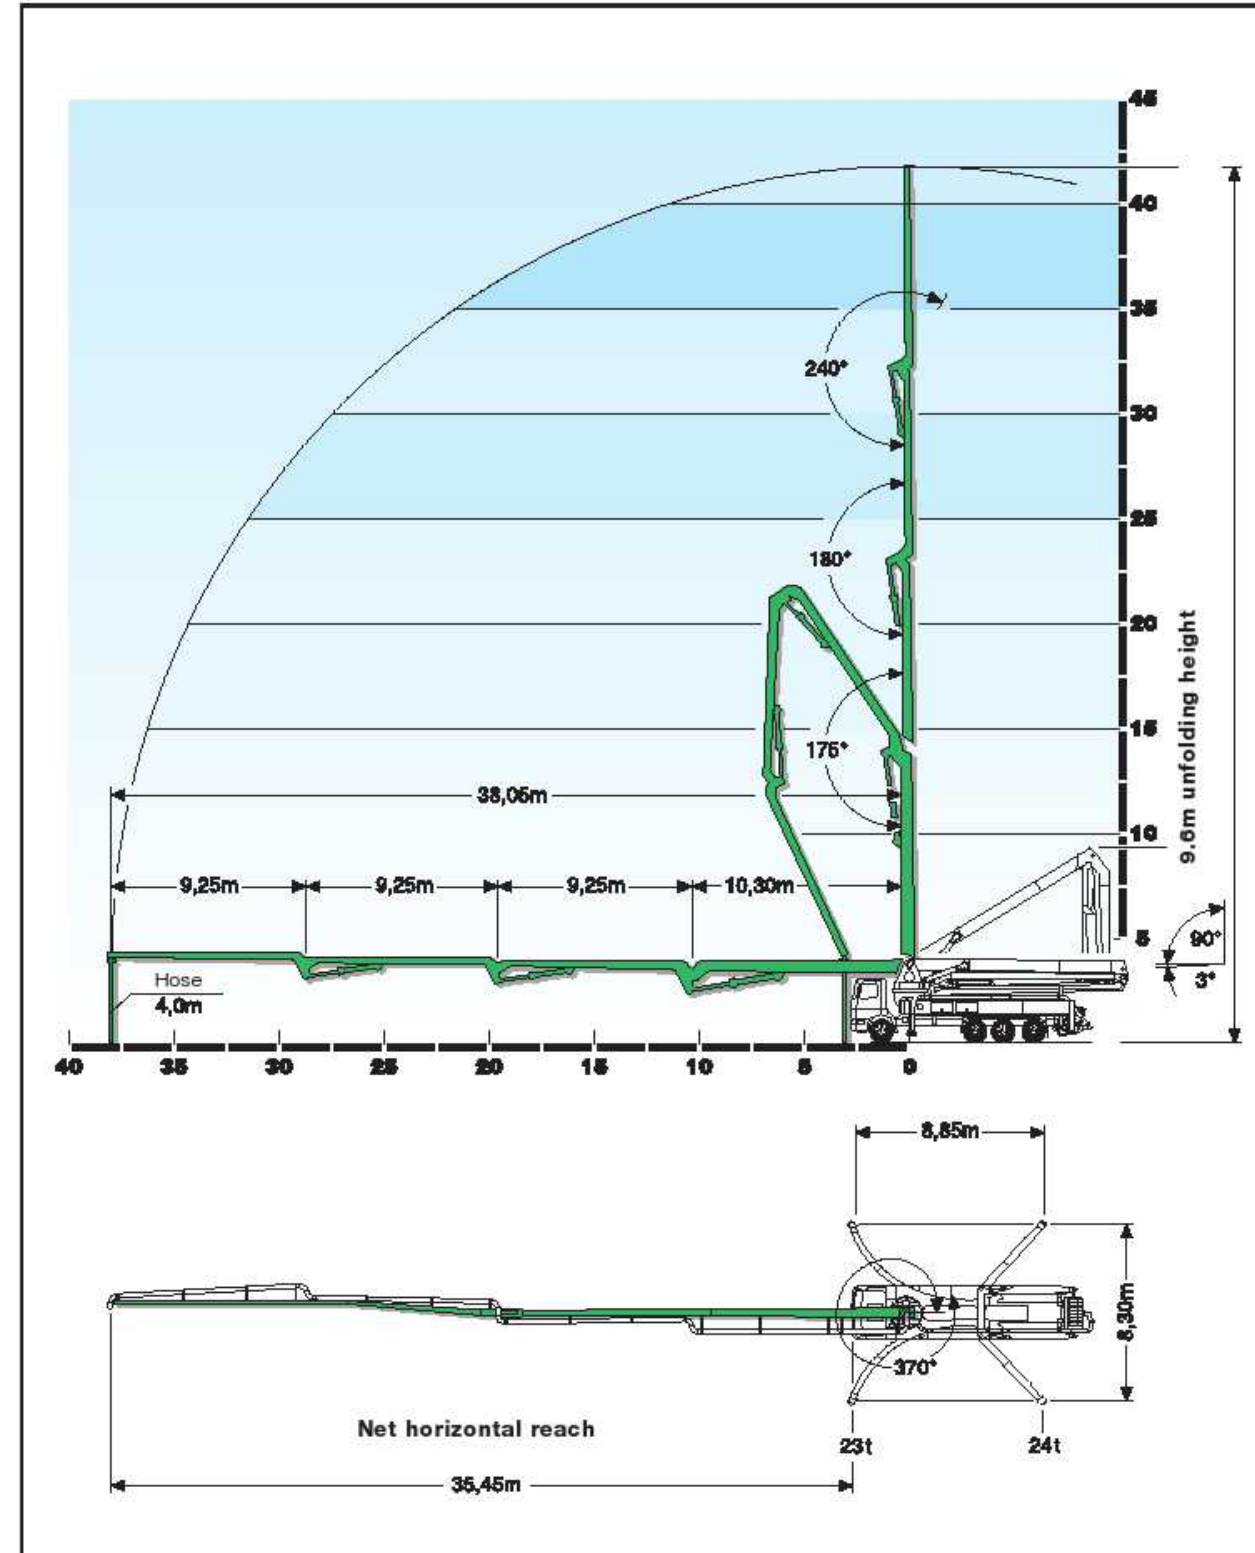 45
40
35
240°
30
25
180°
20
15
175°
38,05m
10
9.6m unfolding height
9,25m 9,25m 9,25m 10,30m
5
90°
Hose
3°
4,0m
40 35 30 25 20 15 10 5 0
8,85m
8,30m
370°
Net horizontal reach
23t 24t
35,45m